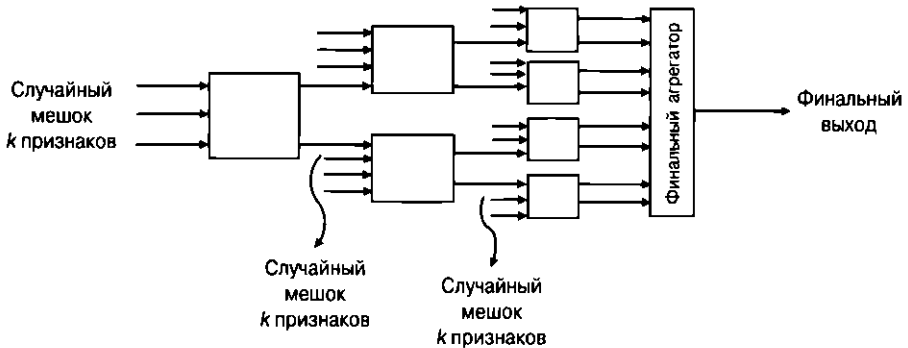 Случайный
мешок
k признаков
Случайный
мешок
k признаков
Случайный
мешок
k признаков
Финальный агрегатор
Финальный
выход